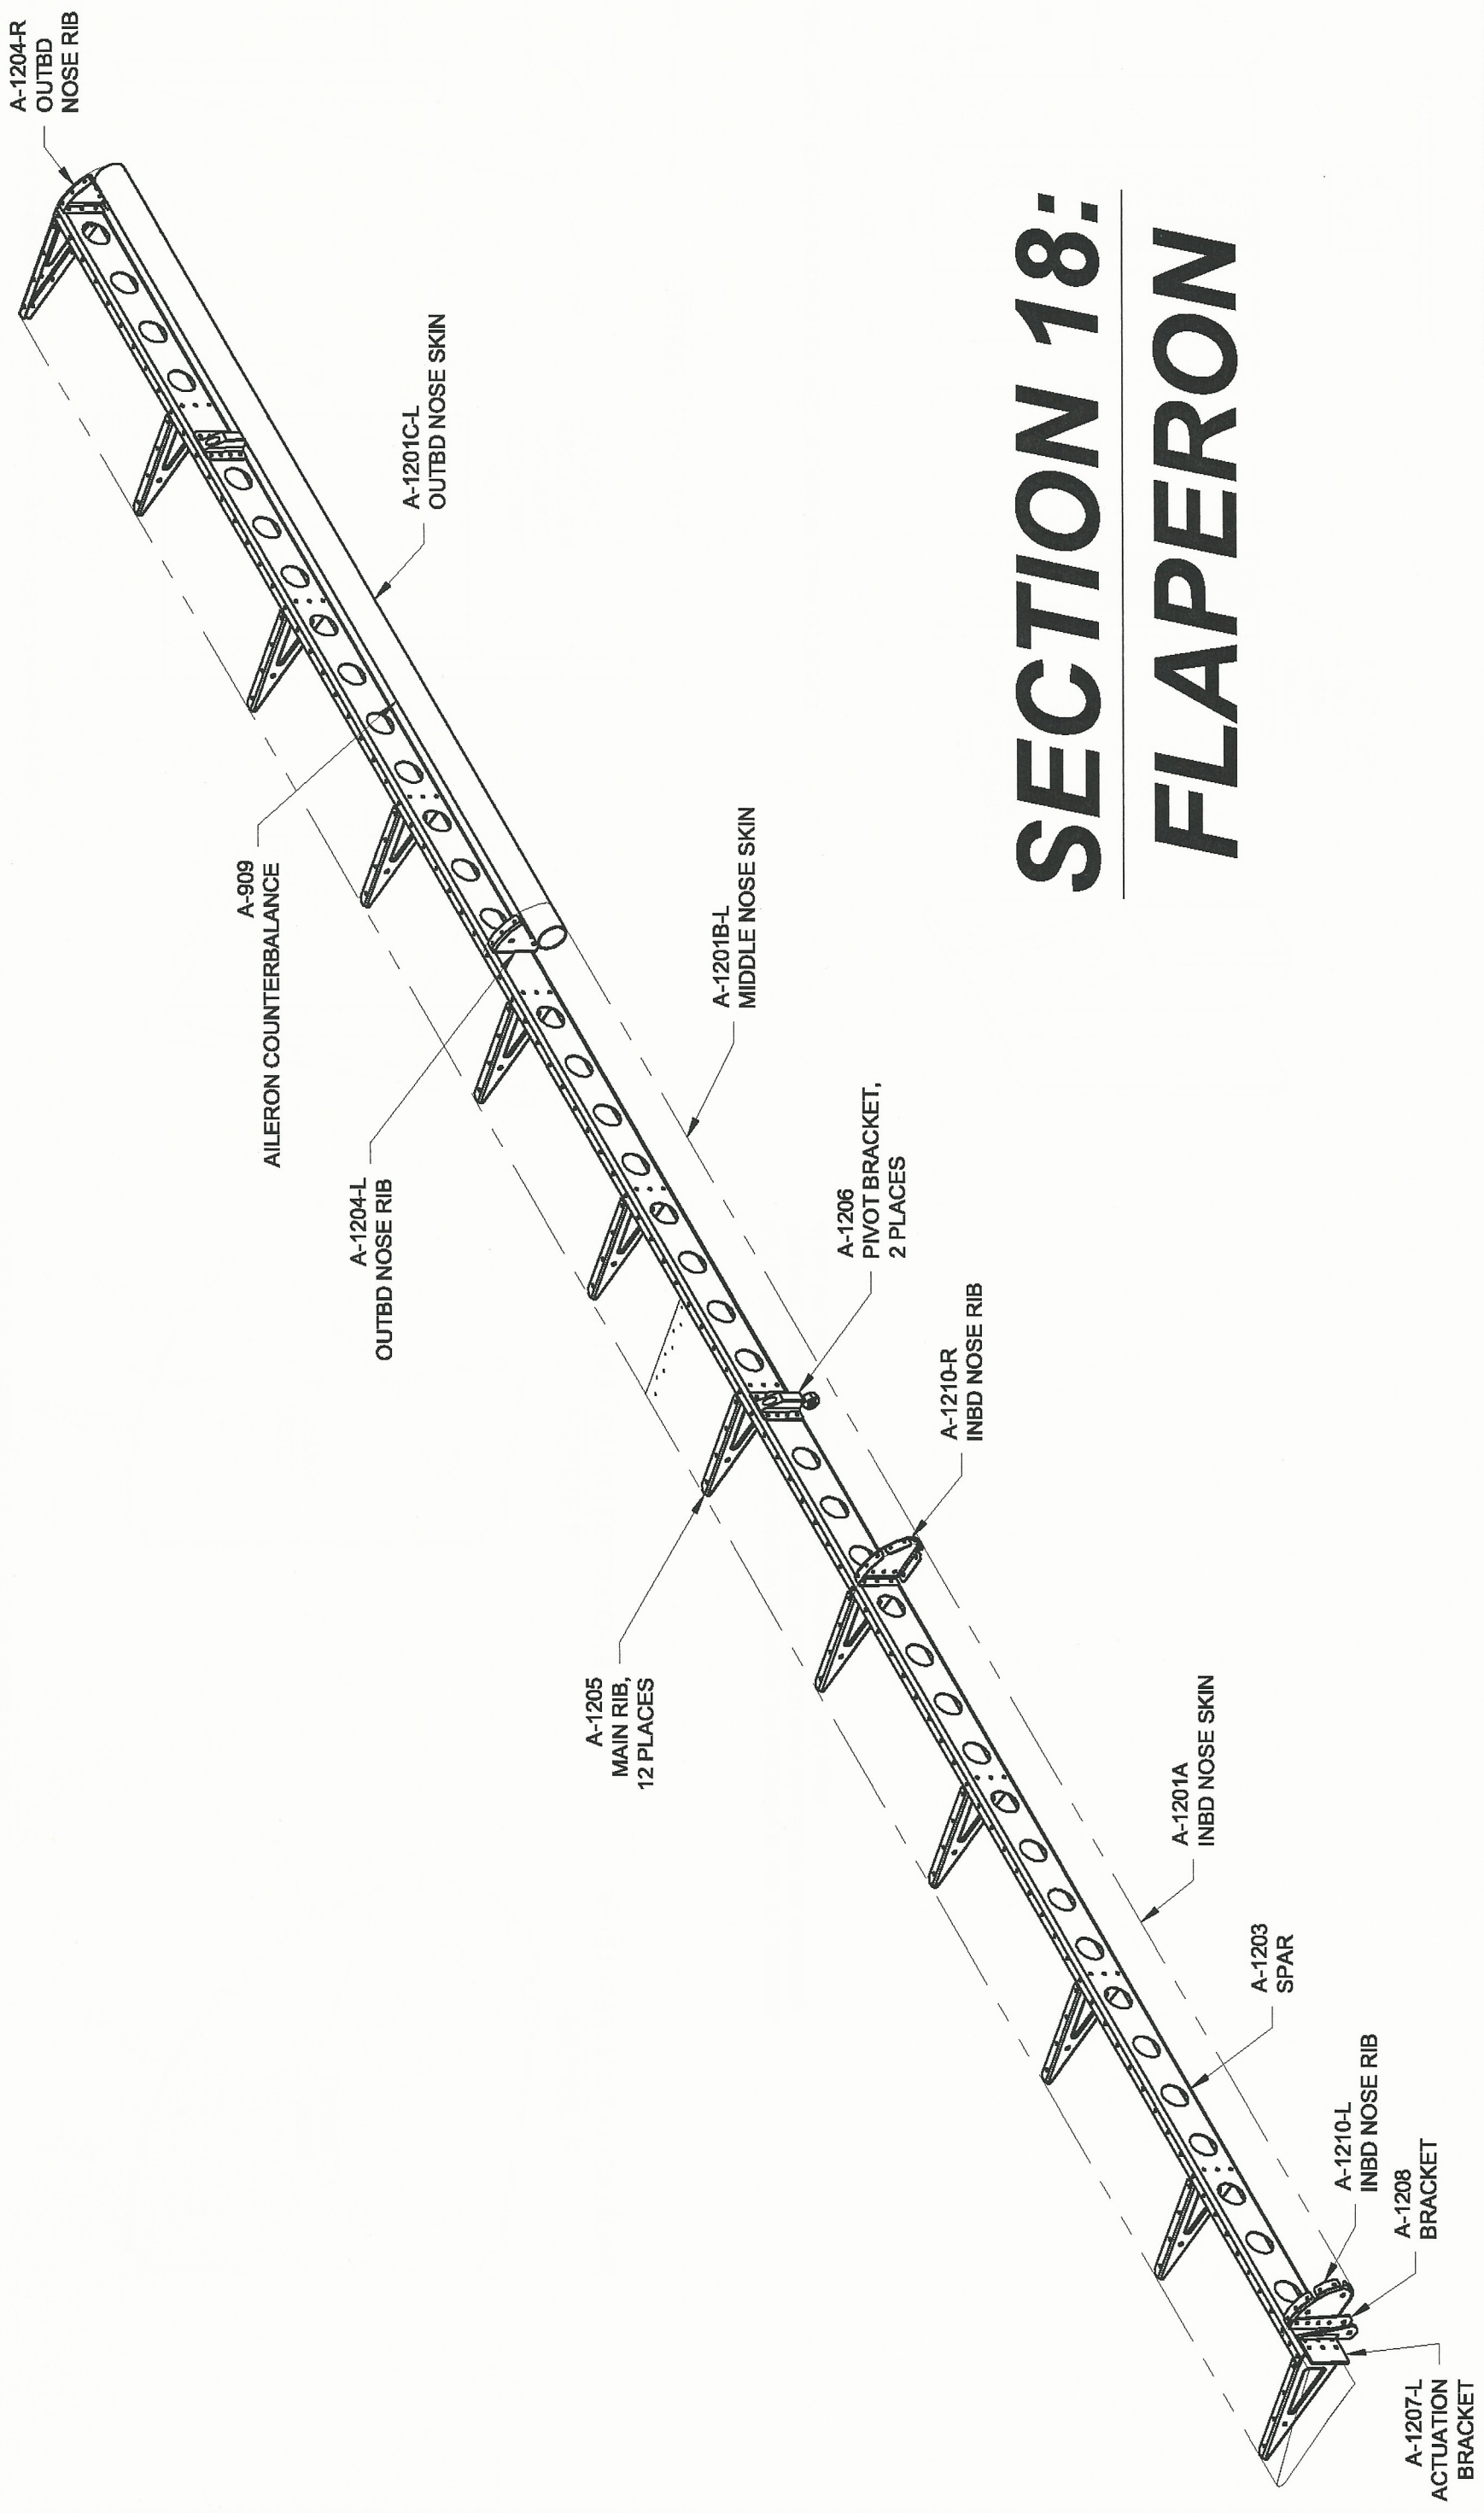 SECTION 18:
FLAPERON
A-1204-R
OUTBD
NOSE RIB
A-1201C-L
OUTBD NOSE SKIN
A-909
AILERON COUNTERBALANCE
A-1204-L
OUTBD NOSE RIB
A-1201B-L
MIDDLE NOSE SKIN
A-1206
PIVOT BRACKET,
2 PLACES
A-1210-R
INBD NOSE RIB
A-1205
MAIN RIB,
12 PLACES
A-1201A
INBD NOSE SKIN
A-1203
SPAR
A-1210-L
INBD NOSE RIB
A-1208
BRACKET
A-1207-L
ACTUATION
BRACKET